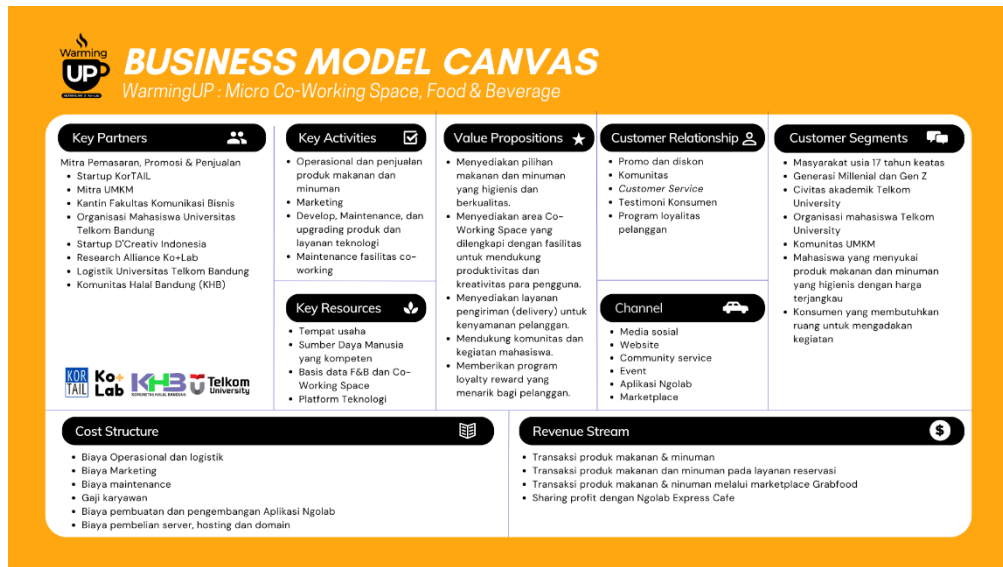 Warming
UP
BUSINESS MODEL CANVAS
WarmingUP : Micro Co-Working Space, Food & Beverage
Key Partners
Mitra Pemasaran, Promosi & Penjualan
• Startup KorTAIL
• Mitra UMKM
• Kantin Fakultas Komunikasi Bisnis
• Organisasi Mahasiswa Universitas
Telkom Bandung
• Startup D'Creativ Indonesia
• Research Alliance Ko+Lab
• Logistik Universitas Telkom Bandung
• Komunitas Halal Bandung (KHB)
KOR
TAIL
Ko+
Lab
KHB
KOMUNITAS HALAL BANDUNG
Telkom
University
Key Activities
• Operasional dan penjualan
produk makanan dan
minuman
• Marketing
• Develop, Maintenance, dan
upgrading produk dan
layanan teknologi
• Maintenance fasilitas co-
working
Key Resources
• Tempat usaha
• Sumber Daya Manusia
yang kompeten
• Basis data F&B dan Co-
Working Space
• Platform Teknologi
Value Propositions
• Menyediakan pilihan
makanan dan minuman
yang higienis dan
berkualitas.
• Menyediakan area Co-
Working Space yang
dilengkapi dengan fasilitas
untuk mendukung
produktivitas dan
kreativitas para pengguna.
• Menyediakan layanan
pengiriman (delivery) untuk
kenyamanan pelanggan.
• Mendukung komunitas dan
kegiatan mahasiswa.
• Memberikan program
loyalty reward yang
menarik bagi pelanggan.
Customer Relationship
• Promo dan diskon
• Komunitas
• Customer Service
• Testimoni Konsumen
• Program loyalitas
pelanggan
Channel
• Media sosial
• Website
• Community service
• Event
• Aplikasi Ngolab
• Marketplace
Customer Segments
• Masyarakat usia 17 tahun keatas
• Generasi Millenial dan Gen Z
• Civitas akademik Telkom
University
• Organisasi mahasiswa Telkom
University
• Komunitas UMKM
• Mahasiswa yang menyukai
produk makanan dan minuman
yang higienis dengan harga
terjangkau
• Konsumen yang membutuhkan
ruang untuk mengadakan
kegiatan
Cost Structure
• Biaya Operasional dan logistik
• Biaya Marketing
• Biaya maintenance
• Gaji karyawan
• Biaya pembuatan dan pengembangan Aplikasi Ngolab
• Biaya pembelian server, hosting dan domain
Revenue Stream
$
• Transaksi produk makanan & minuman
• Transaksi produk makanan dan minuman pada layanan reservasi
• Transaksi produk makanan & ninuman melalui marketplace Grabfood
• Sharing profit dengan Ngolab Express Cafe